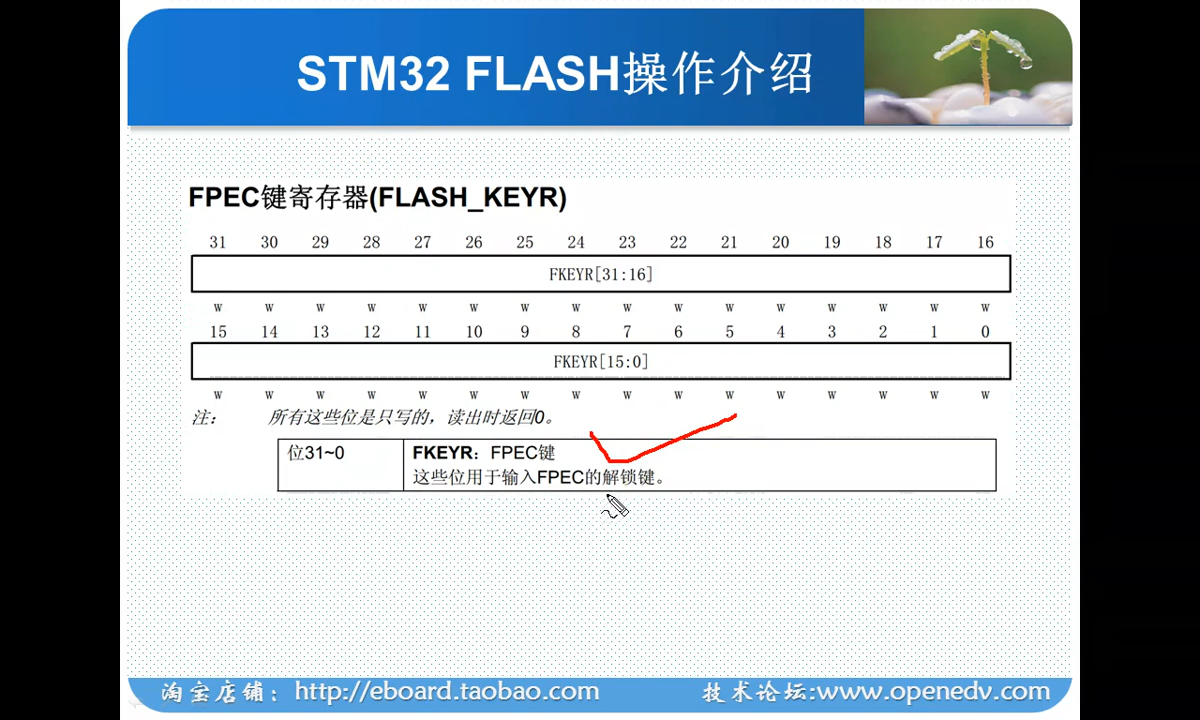 STM32 FLASH操作介绍
FPEC键寄存器(FLASH_KEYR)
31 30 29 28 27 26 25 24 23 22 21 20 19 18 17 16
FKEYR[31:16]
w w w w w w w w w w w w w w w w
15 14 13 12 11 10 9 8 7 6 5 4 3 2 1 0
FKEYR[15:0]
w w w w w w w w w w w w w w w w
注： 所有这些位是只写的，读出时返回0。
位31~0 FKEYR：FPEC键
这些位用于输入FPEC的解锁键。
淘宝店铺：http://eboard.taobao.com 技术论坛:www.openedv.com